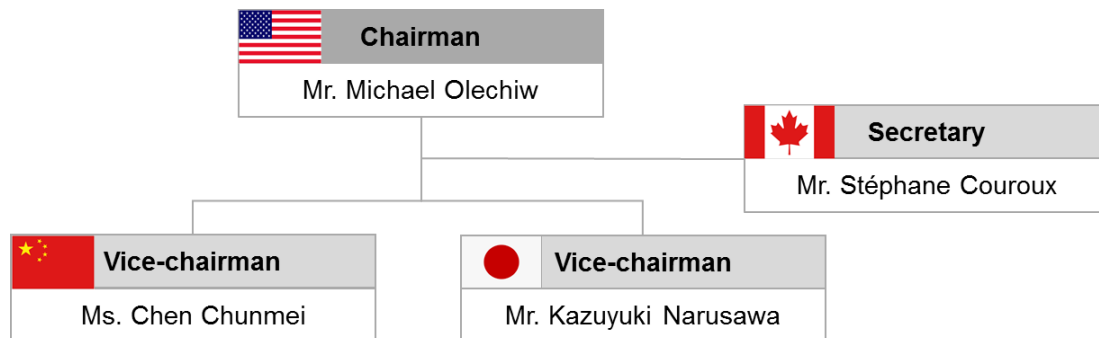 Chairman
Mr. Michael Olechiw
Secretary
Mr. Stéphane Couroux
Vice-chairman
Ms. Chen Chunmei
Vice-chairman
Mr. Kazuyuki Narusawa